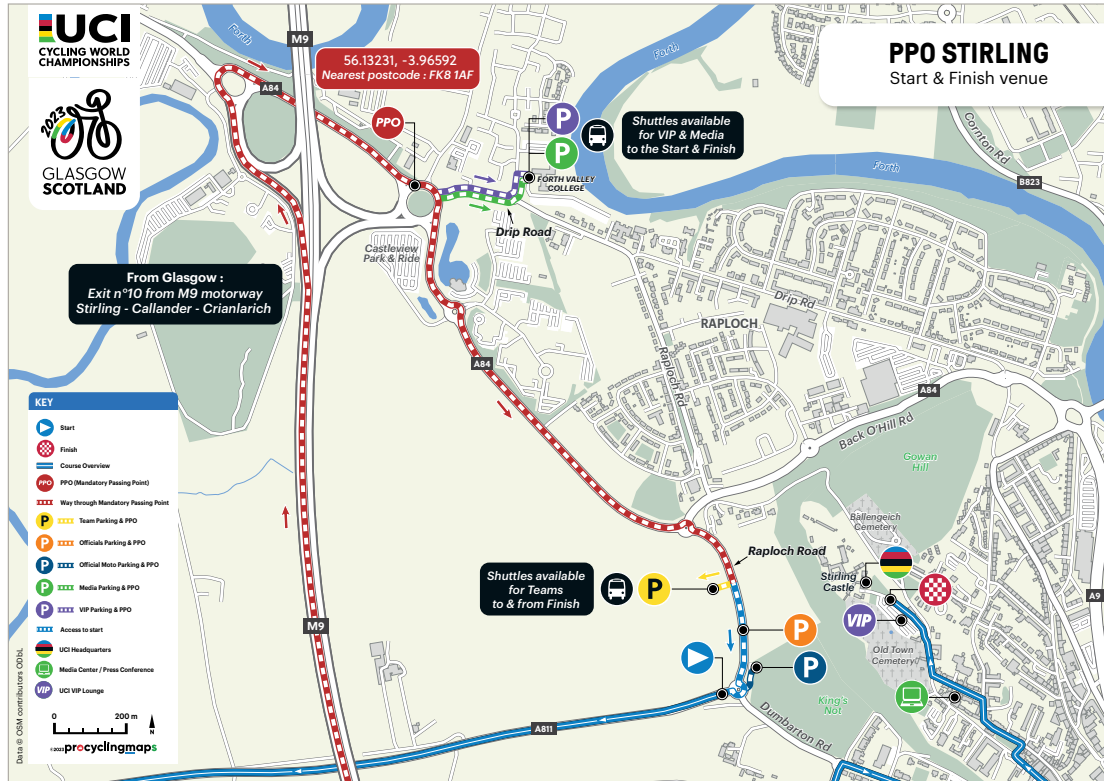 UCI
CYCLING WORLD
CHAMPIONSHIPS
2023
GLASGOW
SCOTLAND
PPO STIRLING
Start & Finish venue
56.13231, -3.96592
Nearest postcode : FK8 1AF
M9
Forth
Forth
A84
PPO
P
P
Shuttles available
for VIP & Media
to the Start & Finish
FORTH VALLEY
COLLEGE
Forth
Cornton Rd
B823
Drip Road
Castleview
Park & Ride
From Glasgow :
Exit n°10 from M9 motorway
Stirling - Callander - Crianlarich
Drip Rd
RAPLOCH
Raploch Rd
A84
A84
Back O'Hill Rd
Gowan
Hill
Ballengeich
Cemetery
Raploch Road
Stirling
Castle
Shuttles available
for Teams
to & from Finish
P
VIP
A9
M9
P
P
Old Town
Cemetery
King's
Not
Dumbarton Rd
A811
KEY
Start
Finish
Course Overview
PPO
PPO (Mandatory Passing Point)
Way through Mandatory Passing Point
P
Team Parking & PPO
P
Officials Parking & PPO
P
Official Moto Parking & PPO
P
Media Parking & PPO
P
VIP Parking & PPO
Access to start
UCI Headquarters
Media Center / Press Conference
VIP
UCI VIP Lounge
0
200 m
N
©2023 procyclingmaps
Data © OSM contributors ODbL